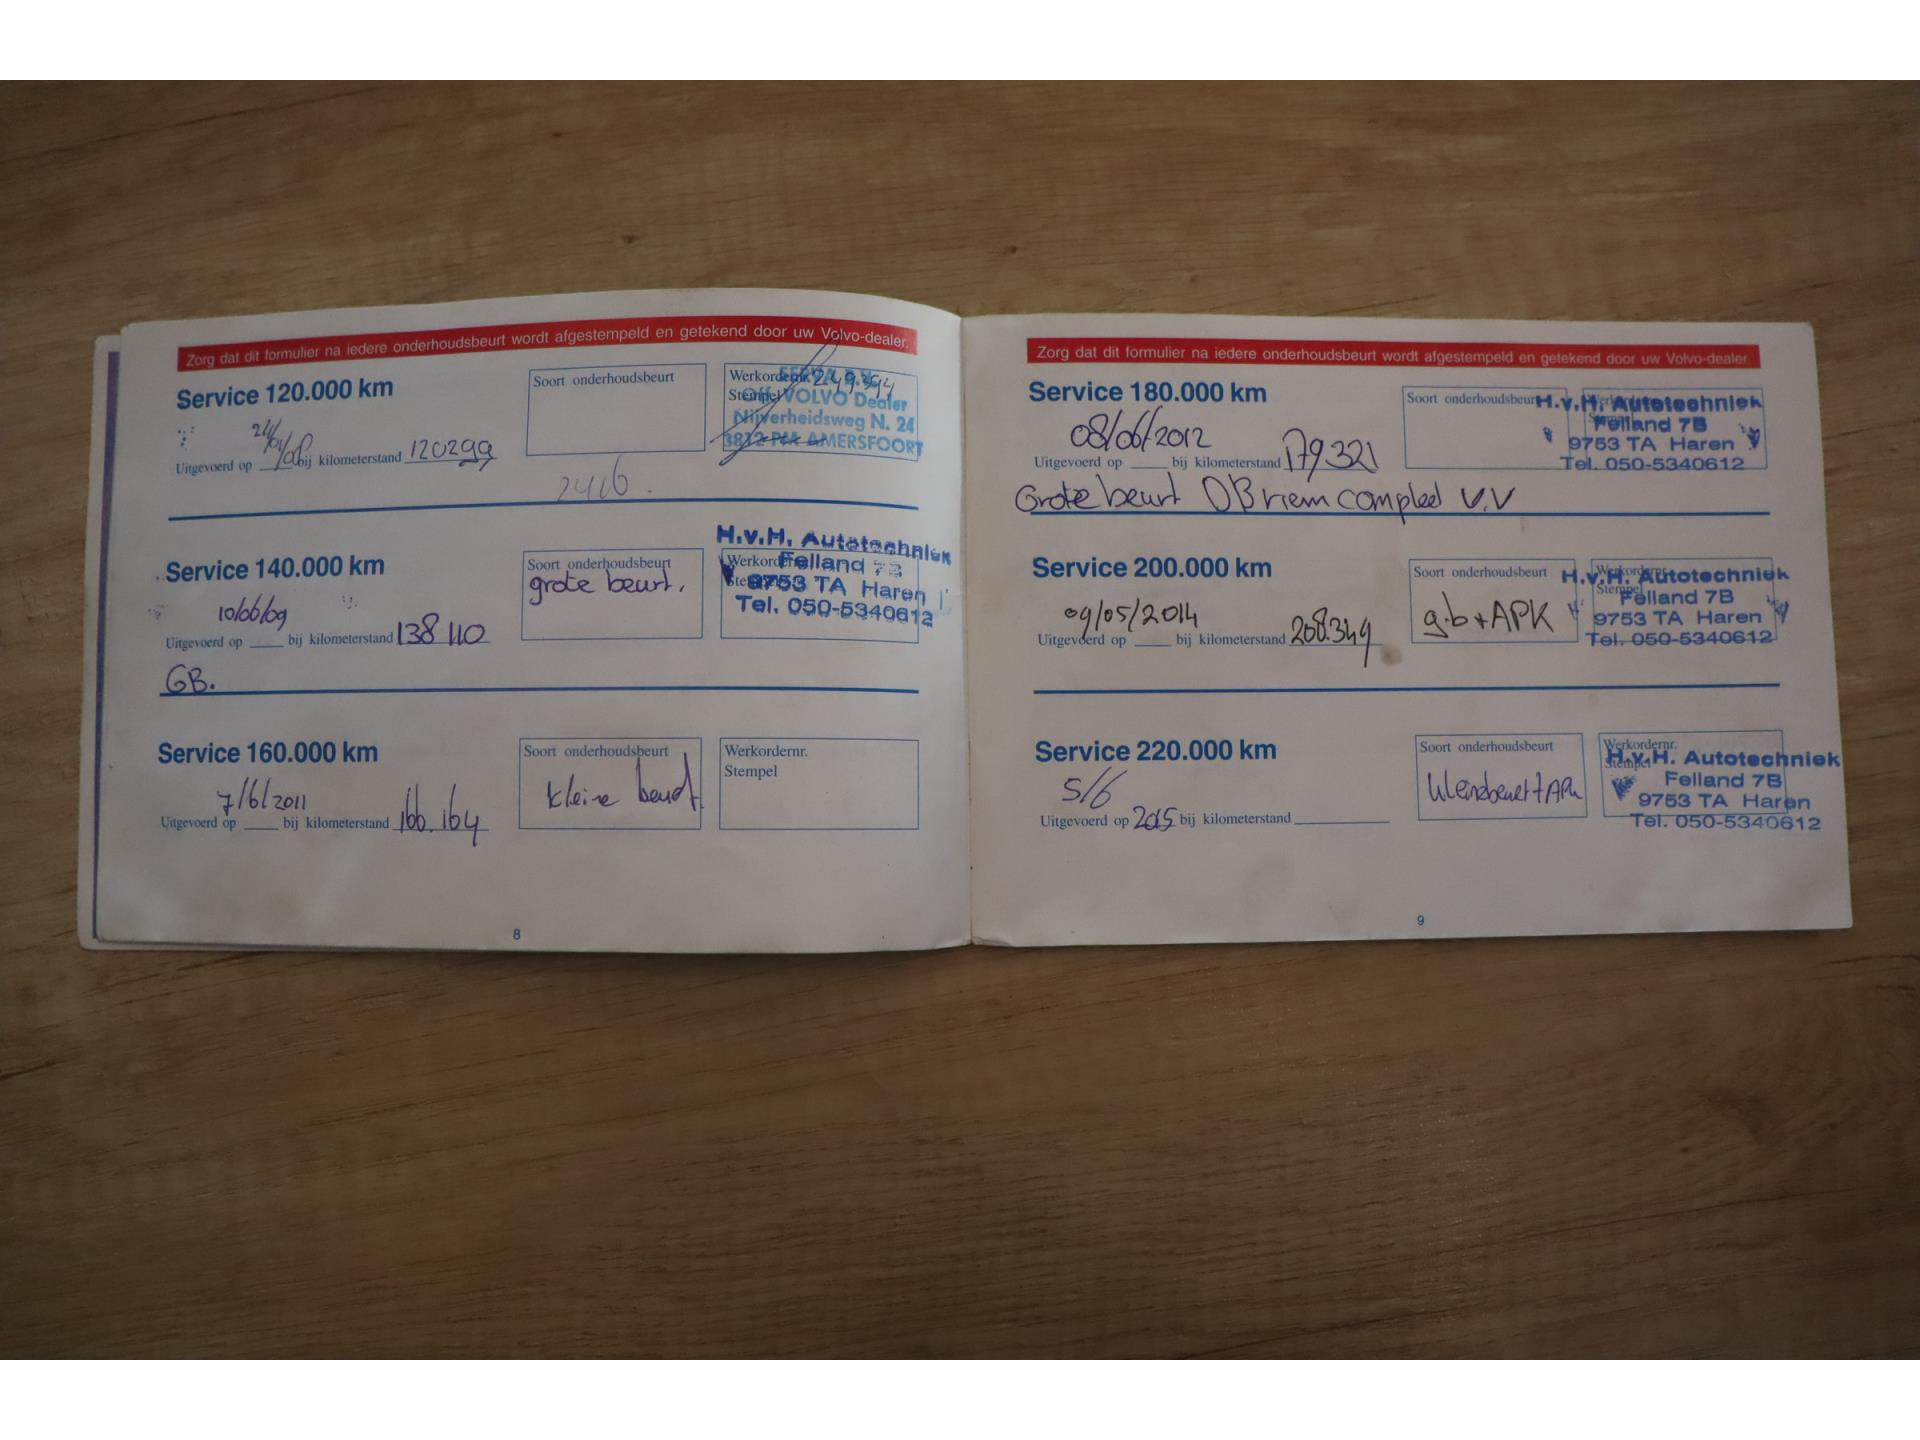 Zorg dat dit formulier na iedere onderhoudsbeurt wordt afgestempeld en getekend door uw Volvo-dealer.
Service 120.000 km
Soort onderhoudsbeurt
Werkordernr. 249394
Stempel
Off. VOLVO Dealer
Nijverheidsweg N. 24
3812 PM AMERSFOORT
Uitgevoerd op bij kilometerstand 120299
Service 140.000 km
Soort onderhoudsbeurt
grote beurt.
H.v.H. Autotechniek
Felland 7B
9753 TA Haren
Tel. 050-5340612
10/06/09
Uitgevoerd op bij kilometerstand 138 110
GB.
Service 160.000 km
Soort onderhoudsbeurt
kleine beurt
Werkordernr.
Stempel
7/6/2011
Uitgevoerd op bij kilometerstand 166.164
8
Zorg dat dit formulier na iedere onderhoudsbeurt wordt afgestempeld en getekend door uw Volvo-dealer.
Service 180.000 km
Soort onderhoudsbeurt
H.v.H. Autotechniek
Felland 7B
9753 TA Haren
Tel. 050-5340612
08/06/2012
Uitgevoerd op bij kilometerstand 179321
Grote beurt DB riem compleet V.V
Service 200.000 km
Soort onderhoudsbeurt
g.b + APK
Werkordernr.
Stempel
H.v.H. Autotechniek
Felland 7B
9753 TA Haren
Tel. 050-5340612
09/05/2014
Uitgevoerd op bij kilometerstand 208.349
Service 220.000 km
Soort onderhoudsbeurt
Kleinebeurt + APK
Werkordernr.
Stempel
H.v.H. Autotechniek
Felland 7B
9753 TA Haren
Tel. 050-5340612
5/6
Uitgevoerd op 2015 bij kilometerstand
9